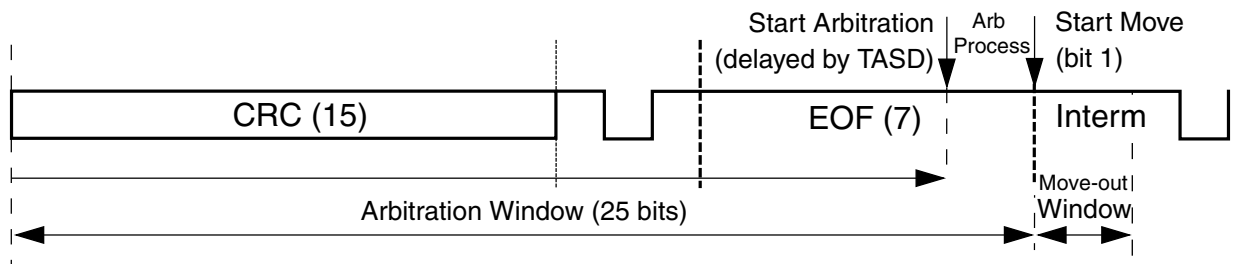 Start Arbitration
(delayed by TASD)
Arb
Process
Start Move
(bit 1)
CRC (15)
EOF (7)
Interm
Arbitration Window (25 bits)
Move-out
Window